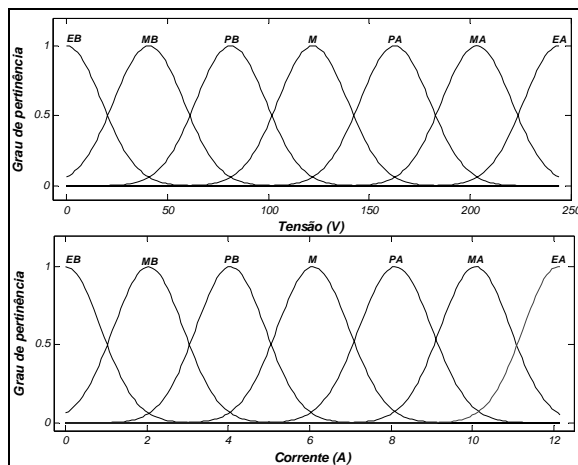 EB MB PB M PA MA EA
1
0.5
0
Grau de pertinência
0 50 100 150 200 250
Tensão (V)
EB MB PB M PA MA EA
1
0.5
0
Grau de pertinência
0 2 4 6 8 10 12
Corrente (A)